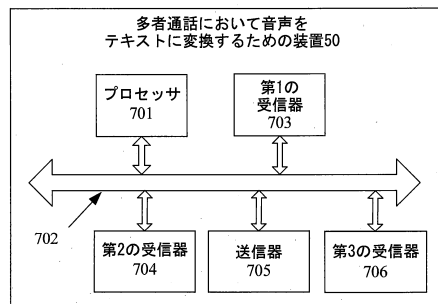 多者通話において音声を
テキストに変換するための装置50
プロセッサ
701
第1の
受信器
703
702
第2の受信器
704
送信器
705
第3の受信器
706